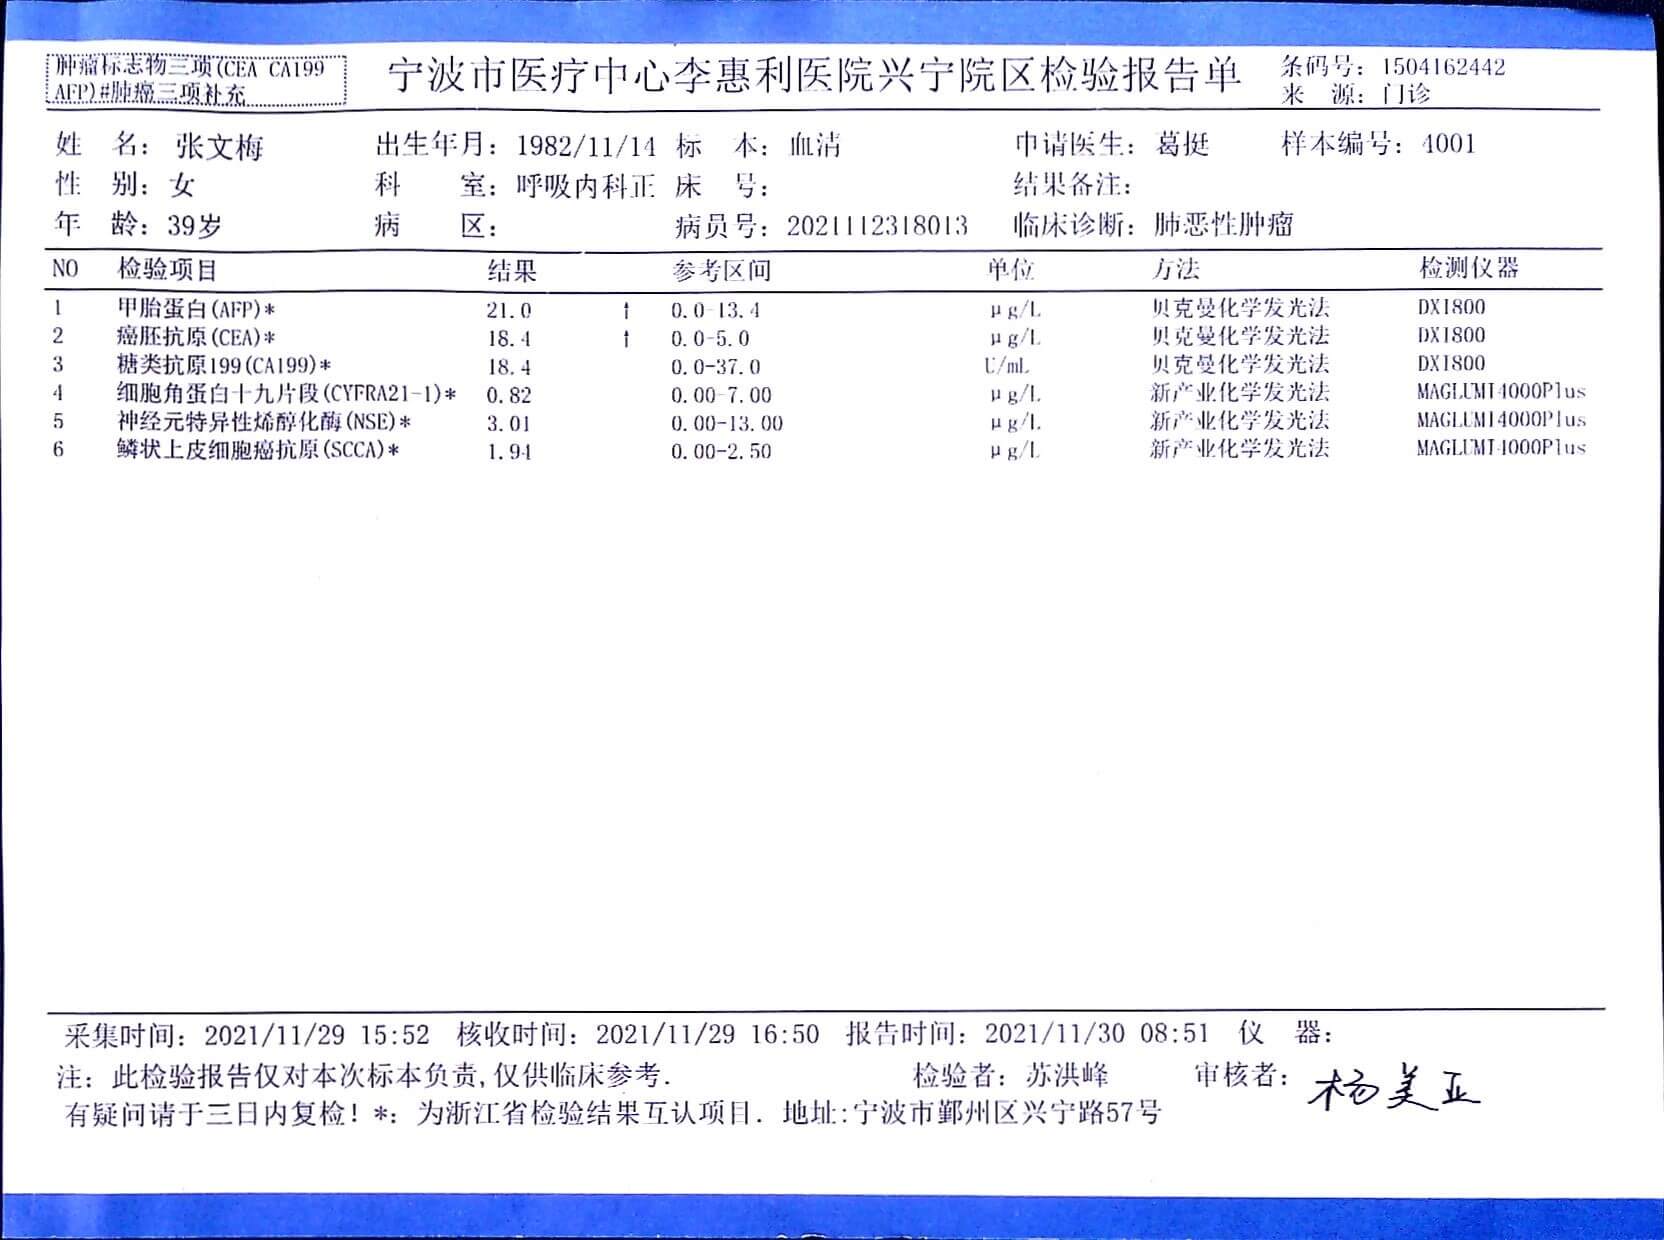 肿瘤标志物三项(CEA CA199
AFP)#肺癌三项补充
宁波市医疗中心李惠利医院兴宁院区检验报告单
条码号: 1504162442
来 源: 门诊
姓 名: 张文梅 出生年月: 1982/11/14 标 本: 血清 申请医生: 葛挺 样本编号: 4001
性 别: 女 科 室: 呼吸内科正 床 号: 结果备注:
年 龄: 39岁 病 区: 病员号: 2021112318013 临床诊断: 肺恶性肿瘤
NO 检验项目 结果 参考区间 单位 方法 检测仪器
1 甲胎蛋白(AFP)* 21.0 ↑ 0.0-13.4 μg/L 贝克曼化学发光法 DXI800
2 癌胚抗原(CEA)* 18.4 ↑ 0.0-5.0 μg/L 贝克曼化学发光法 DXI800
3 糖类抗原199(CA199)* 18.4 0.0-37.0 U/mL 贝克曼化学发光法 DXI800
4 细胞角蛋白十九片段(CYFRA21-1)* 0.82 0.00-7.00 μg/L 新产业化学发光法 MAGLUMI4000Plus
5 神经元特异性烯醇化酶(NSE)* 3.01 0.00-13.00 μg/L 新产业化学发光法 MAGLUMI4000Plus
6 鳞状上皮细胞癌抗原(SCCA)* 1.94 0.00-2.50 μg/L 新产业化学发光法 MAGLUMI4000Plus
采集时间: 2021/11/29 15:52 核收时间: 2021/11/29 16:50 报告时间: 2021/11/30 08:51 仪 器:
注: 此检验报告仅对本次标本负责,仅供临床参考. 检验者: 苏洪峰 审核者: 杨美亚
有疑问请于三日内复检! *: 为浙江省检验结果互认项目. 地址:宁波市鄞州区兴宁路57号